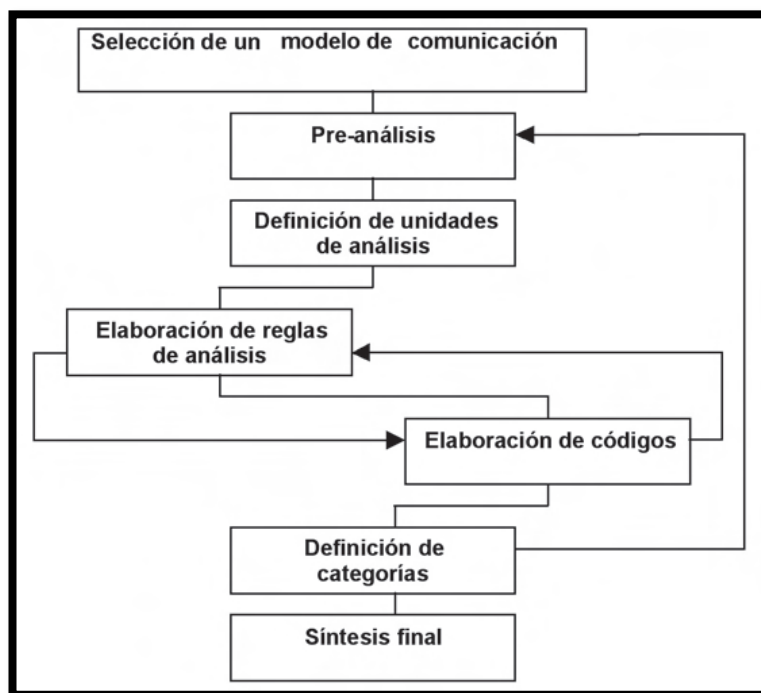 Selección de un modelo de comunicación
Pre-análisis
Definición de unidades
de análisis
Elaboración de reglas
de análisis
Elaboración de códigos
Definición de
categorías
Síntesis final